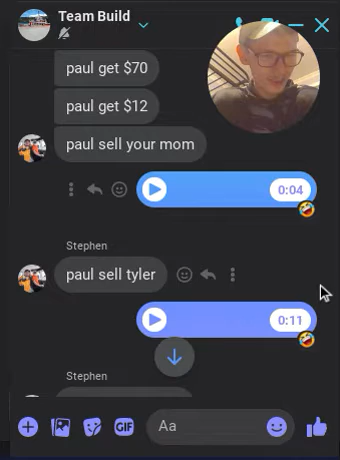 Team Build
paul get $70
paul get $12
paul sell your mom
0:04
Stephen
paul sell tyler
0:11
Stephen
GIF
Aa